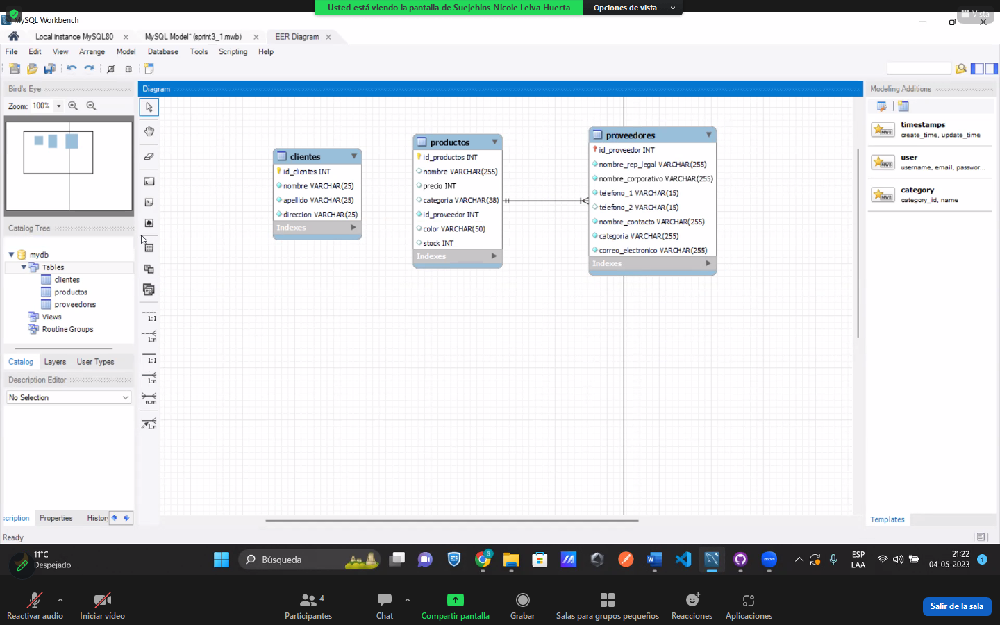 Usted está viendo la pantalla de Suejehins Nicole Leiva Huerta
Opciones de vista
Vista
MySQL Workbench
Local instance MySQL80
MySQL Model* (sprint3_1.mwb)
EER Diagram
File Edit View Arrange Model Database Tools Scripting Help
Bird's Eye
Zoom: 100%
Diagram
Modeling Additions
timestamps
create_time, update_time
user
username, email, passwor...
category
category_id, name
clientes
id_clientes INT
nombre VARCHAR(25)
apellido VARCHAR(25)
direccion VARCHAR(25)
Indexes
productos
id_productos INT
nombre VARCHAR(255)
precio INT
categoria VARCHAR(38)
id_proveedor INT
color VARCHAR(50)
stock INT
Indexes
proveedores
id_proveedor INT
nombre_rep_legal VARCHAR(255)
nombre_corporativo VARCHAR(255)
telefono_1 VARCHAR(15)
telefono_2 VARCHAR(15)
nombre_contacto VARCHAR(255)
categoria VARCHAR(255)
correo_electronico VARCHAR(255)
Indexes
Catalog Tree
mydb
Tables
clientes
productos
proveedores
Views
Routine Groups
Catalog Layers User Types
Description Editor
No Selection
1:1
1:n
1:1
1:n
n:m
1:n
scription Properties History
Templates
Ready
11°C
Despejado
Búsqueda
ESP
LAA
21:22
04-05-2023
1
Reactivar audio
Iniciar vídeo
4
Participantes
Chat
Compartir pantalla
Grabar
Salas para grupos pequeños
Reacciones
Aplicaciones
Salir de la sala